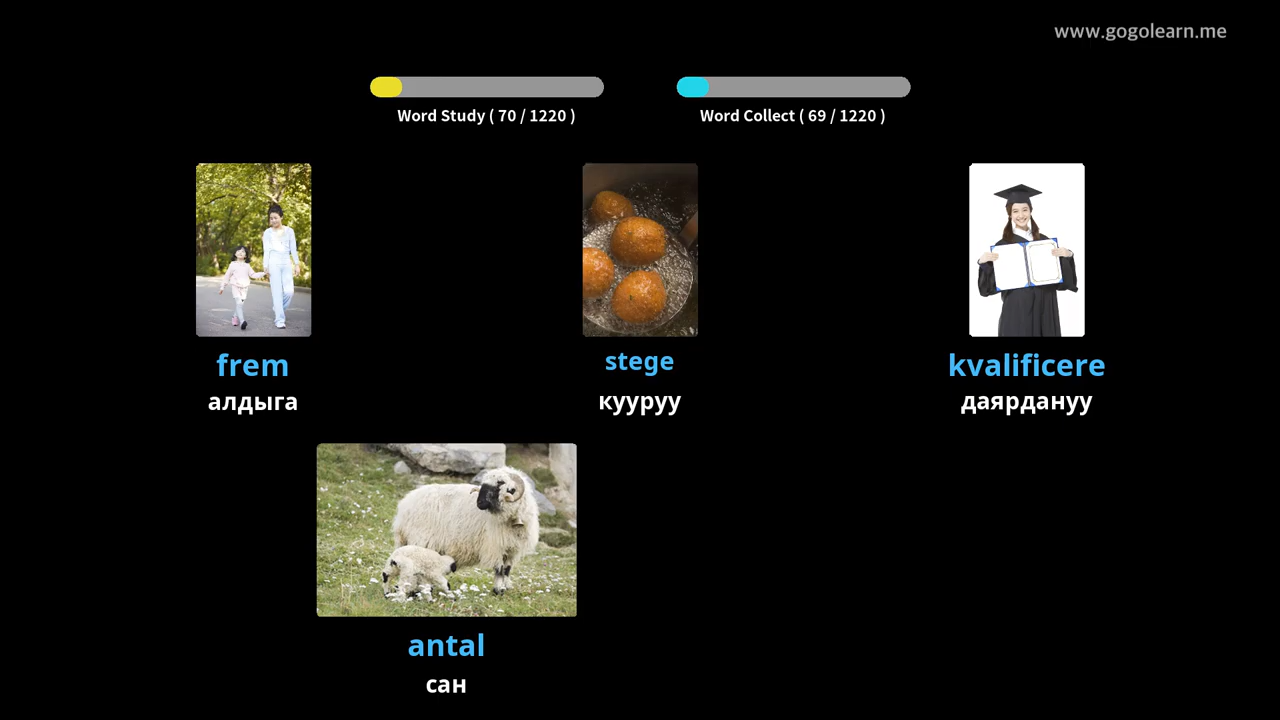 www.gogolearn.me
Word Study ( 70 / 1220 )
Word Collect ( 69 / 1220 )
frem
алдыга
stege
кууруу
kvalificere
даярдануу
antal
сан